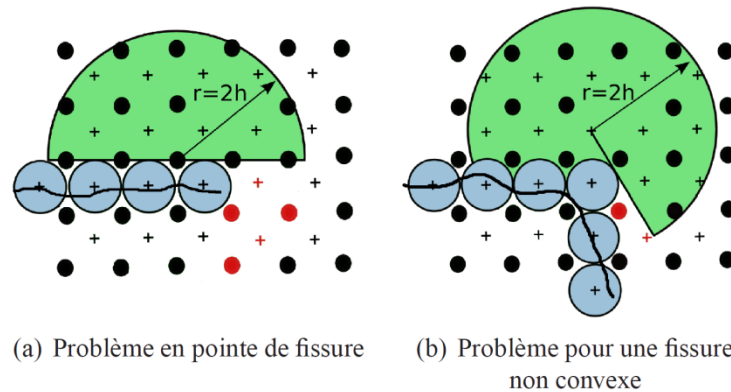 r=2h
r=2h
(a) Problème en pointe de fissure
(b) Problème pour une fissure
non convexe